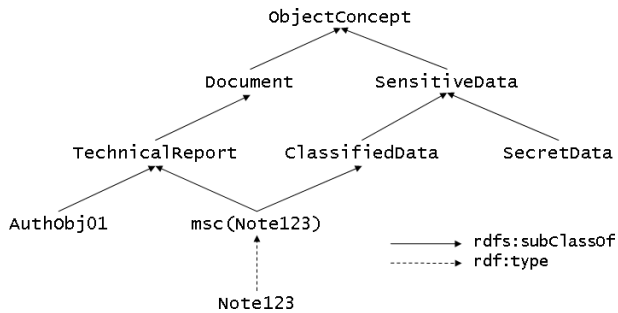 ObjectConcept
Document SensitiveData
TechnicalReport ClassifiedData SecretData
AuthObj01 msc(Note123)
rdfs:subClassOf
rdf:type
Note123